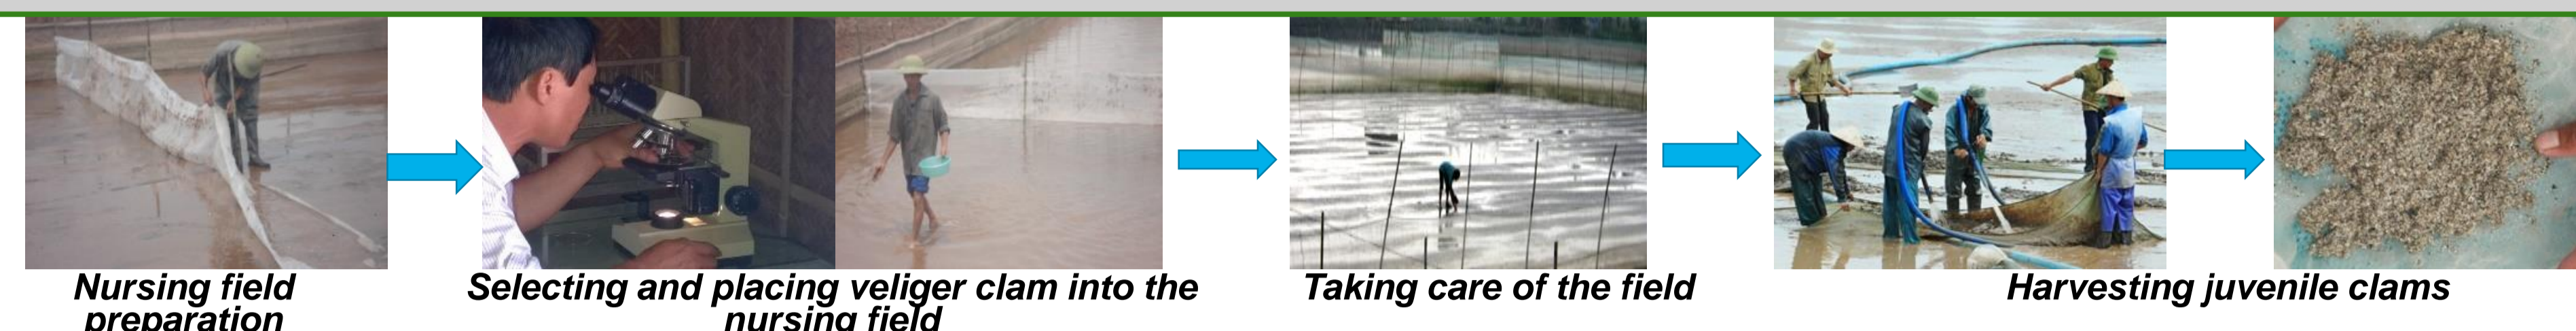 Nursing field
preparation
Selecting and placing veliger clam into the
nursing field
Taking care of the field
Harvesting juvenile clams